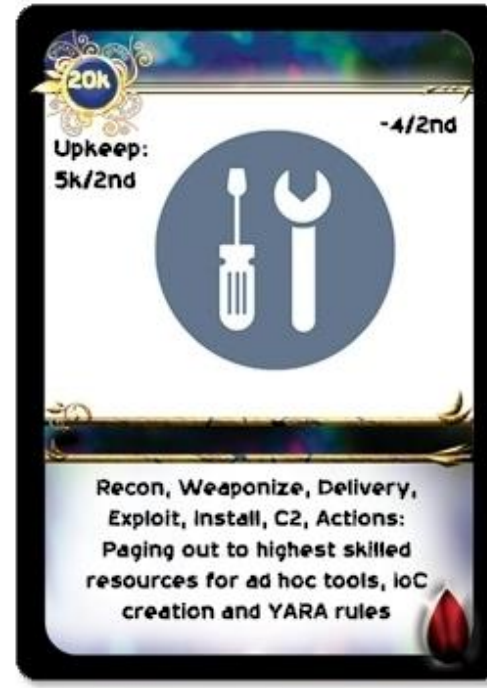 20k
-4/2nd
Upkeep:
5k/2nd
Recon, Weaponize, Delivery,
Exploit, Install, C2, Actions:
Paging out to highest skilled
resources for ad hoc tools, IoC
creation and YARA rules